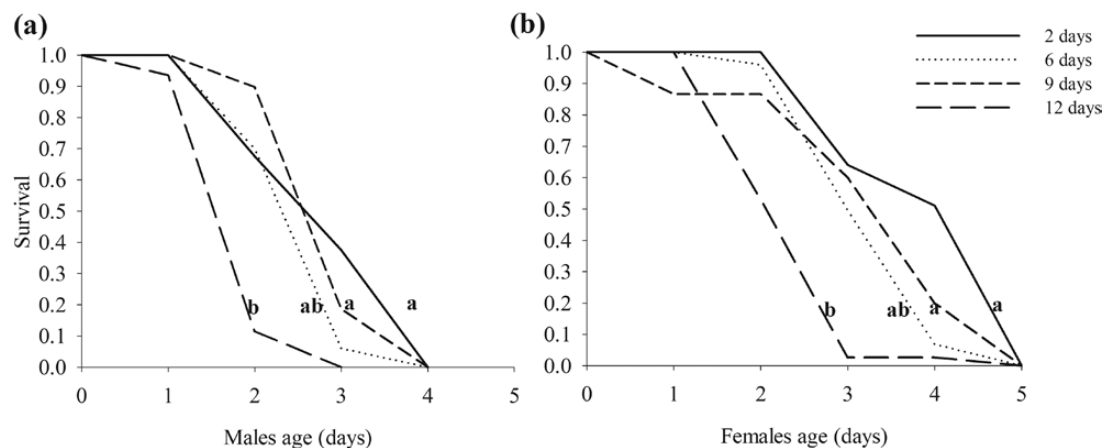 (a)
1.0
0.9
0.8
0.7
0.6
0.5
0.4
0.3
0.2
0.1
0.0
Survival
b ab a a
0 1 2 3 4 5
Males age (days)
(b)
1.0
0.9
0.8
0.7
0.6
0.5
0.4
0.3
0.2
0.1
0.0
b ab a a
0 1 2 3 4 5
Females age (days)
2 days
6 days
9 days
12 days